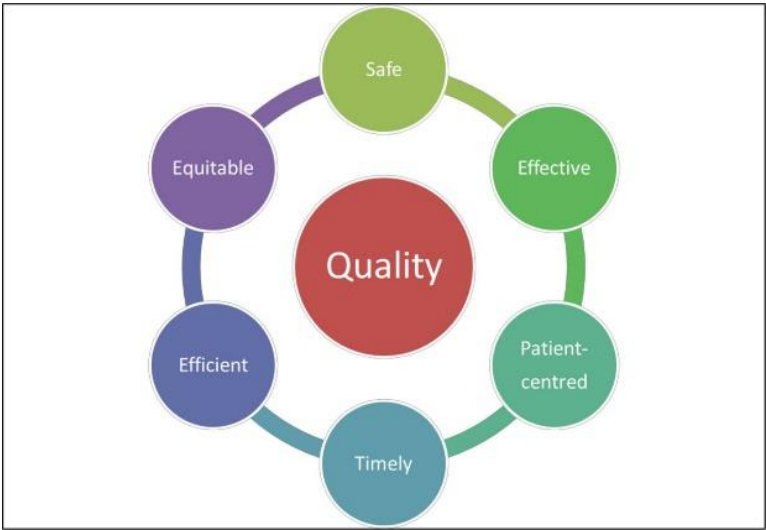 Safe
Effective
Patient-
centred
Timely
Efficient
Equitable
Quality